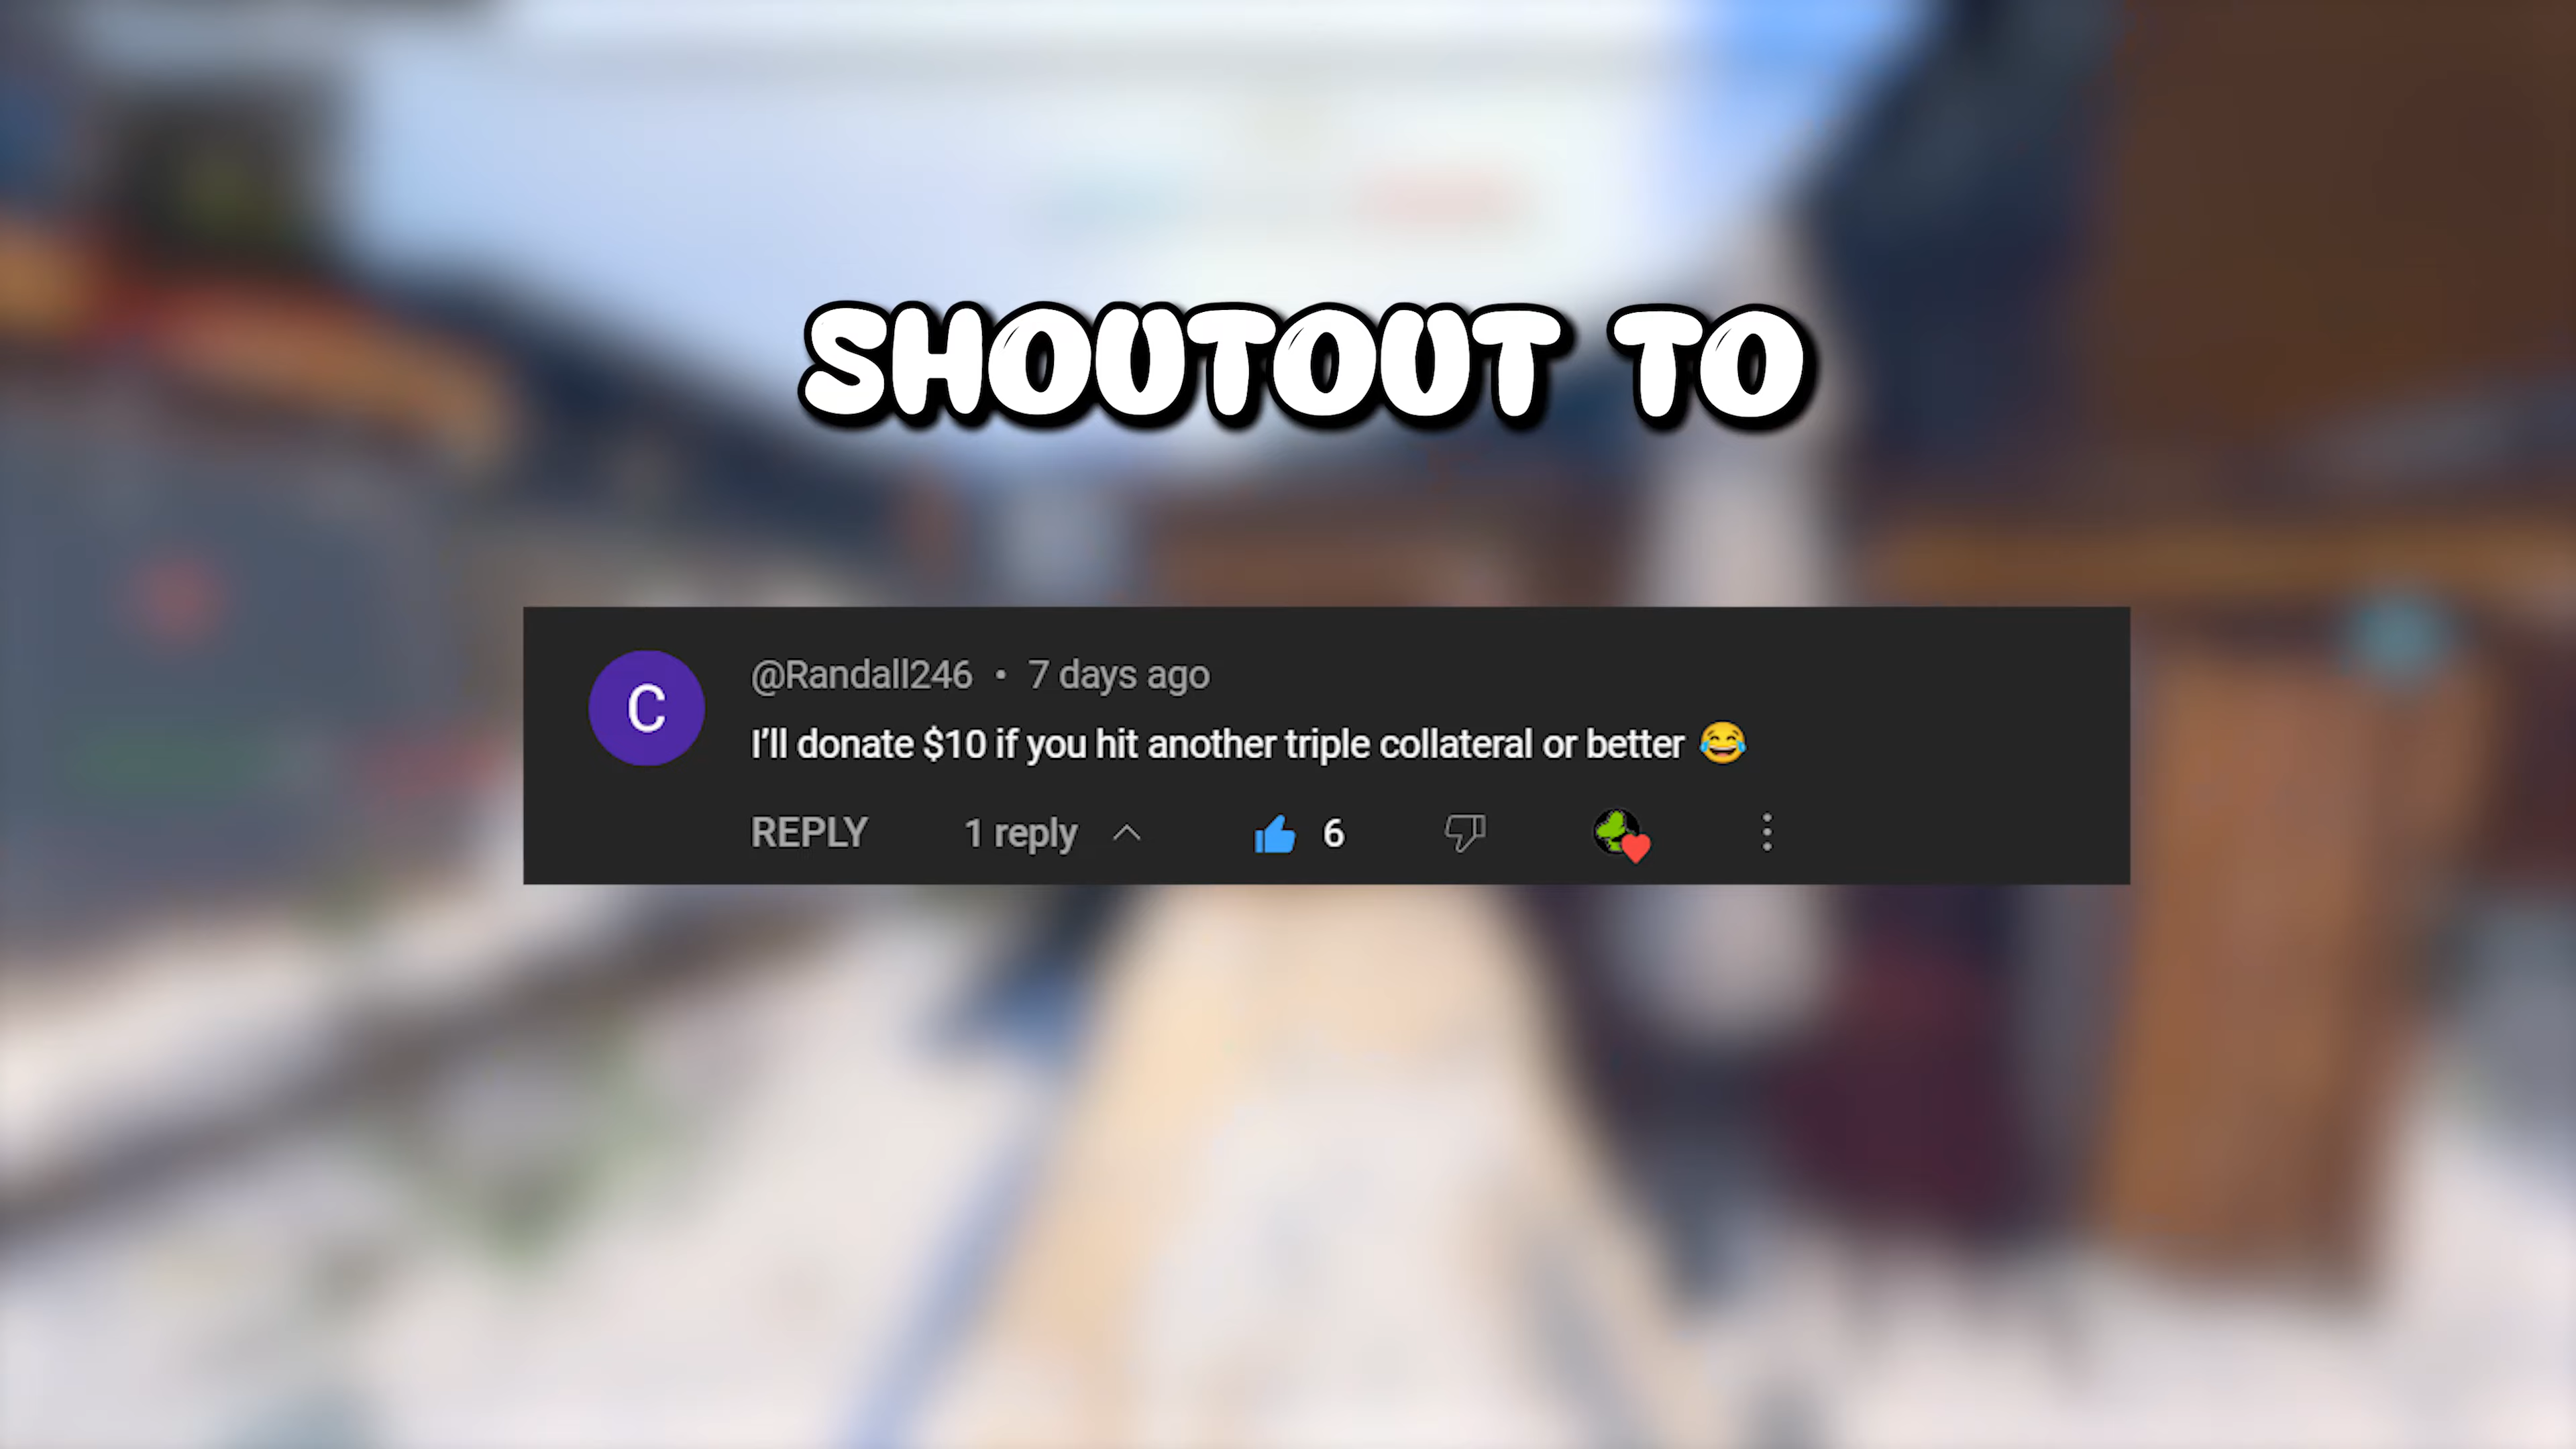 SHOUTOUT TO
C
@Randall246 • 7 days ago
I’ll donate $10 if you hit another triple collateral or better 😂
REPLY 1 reply 6